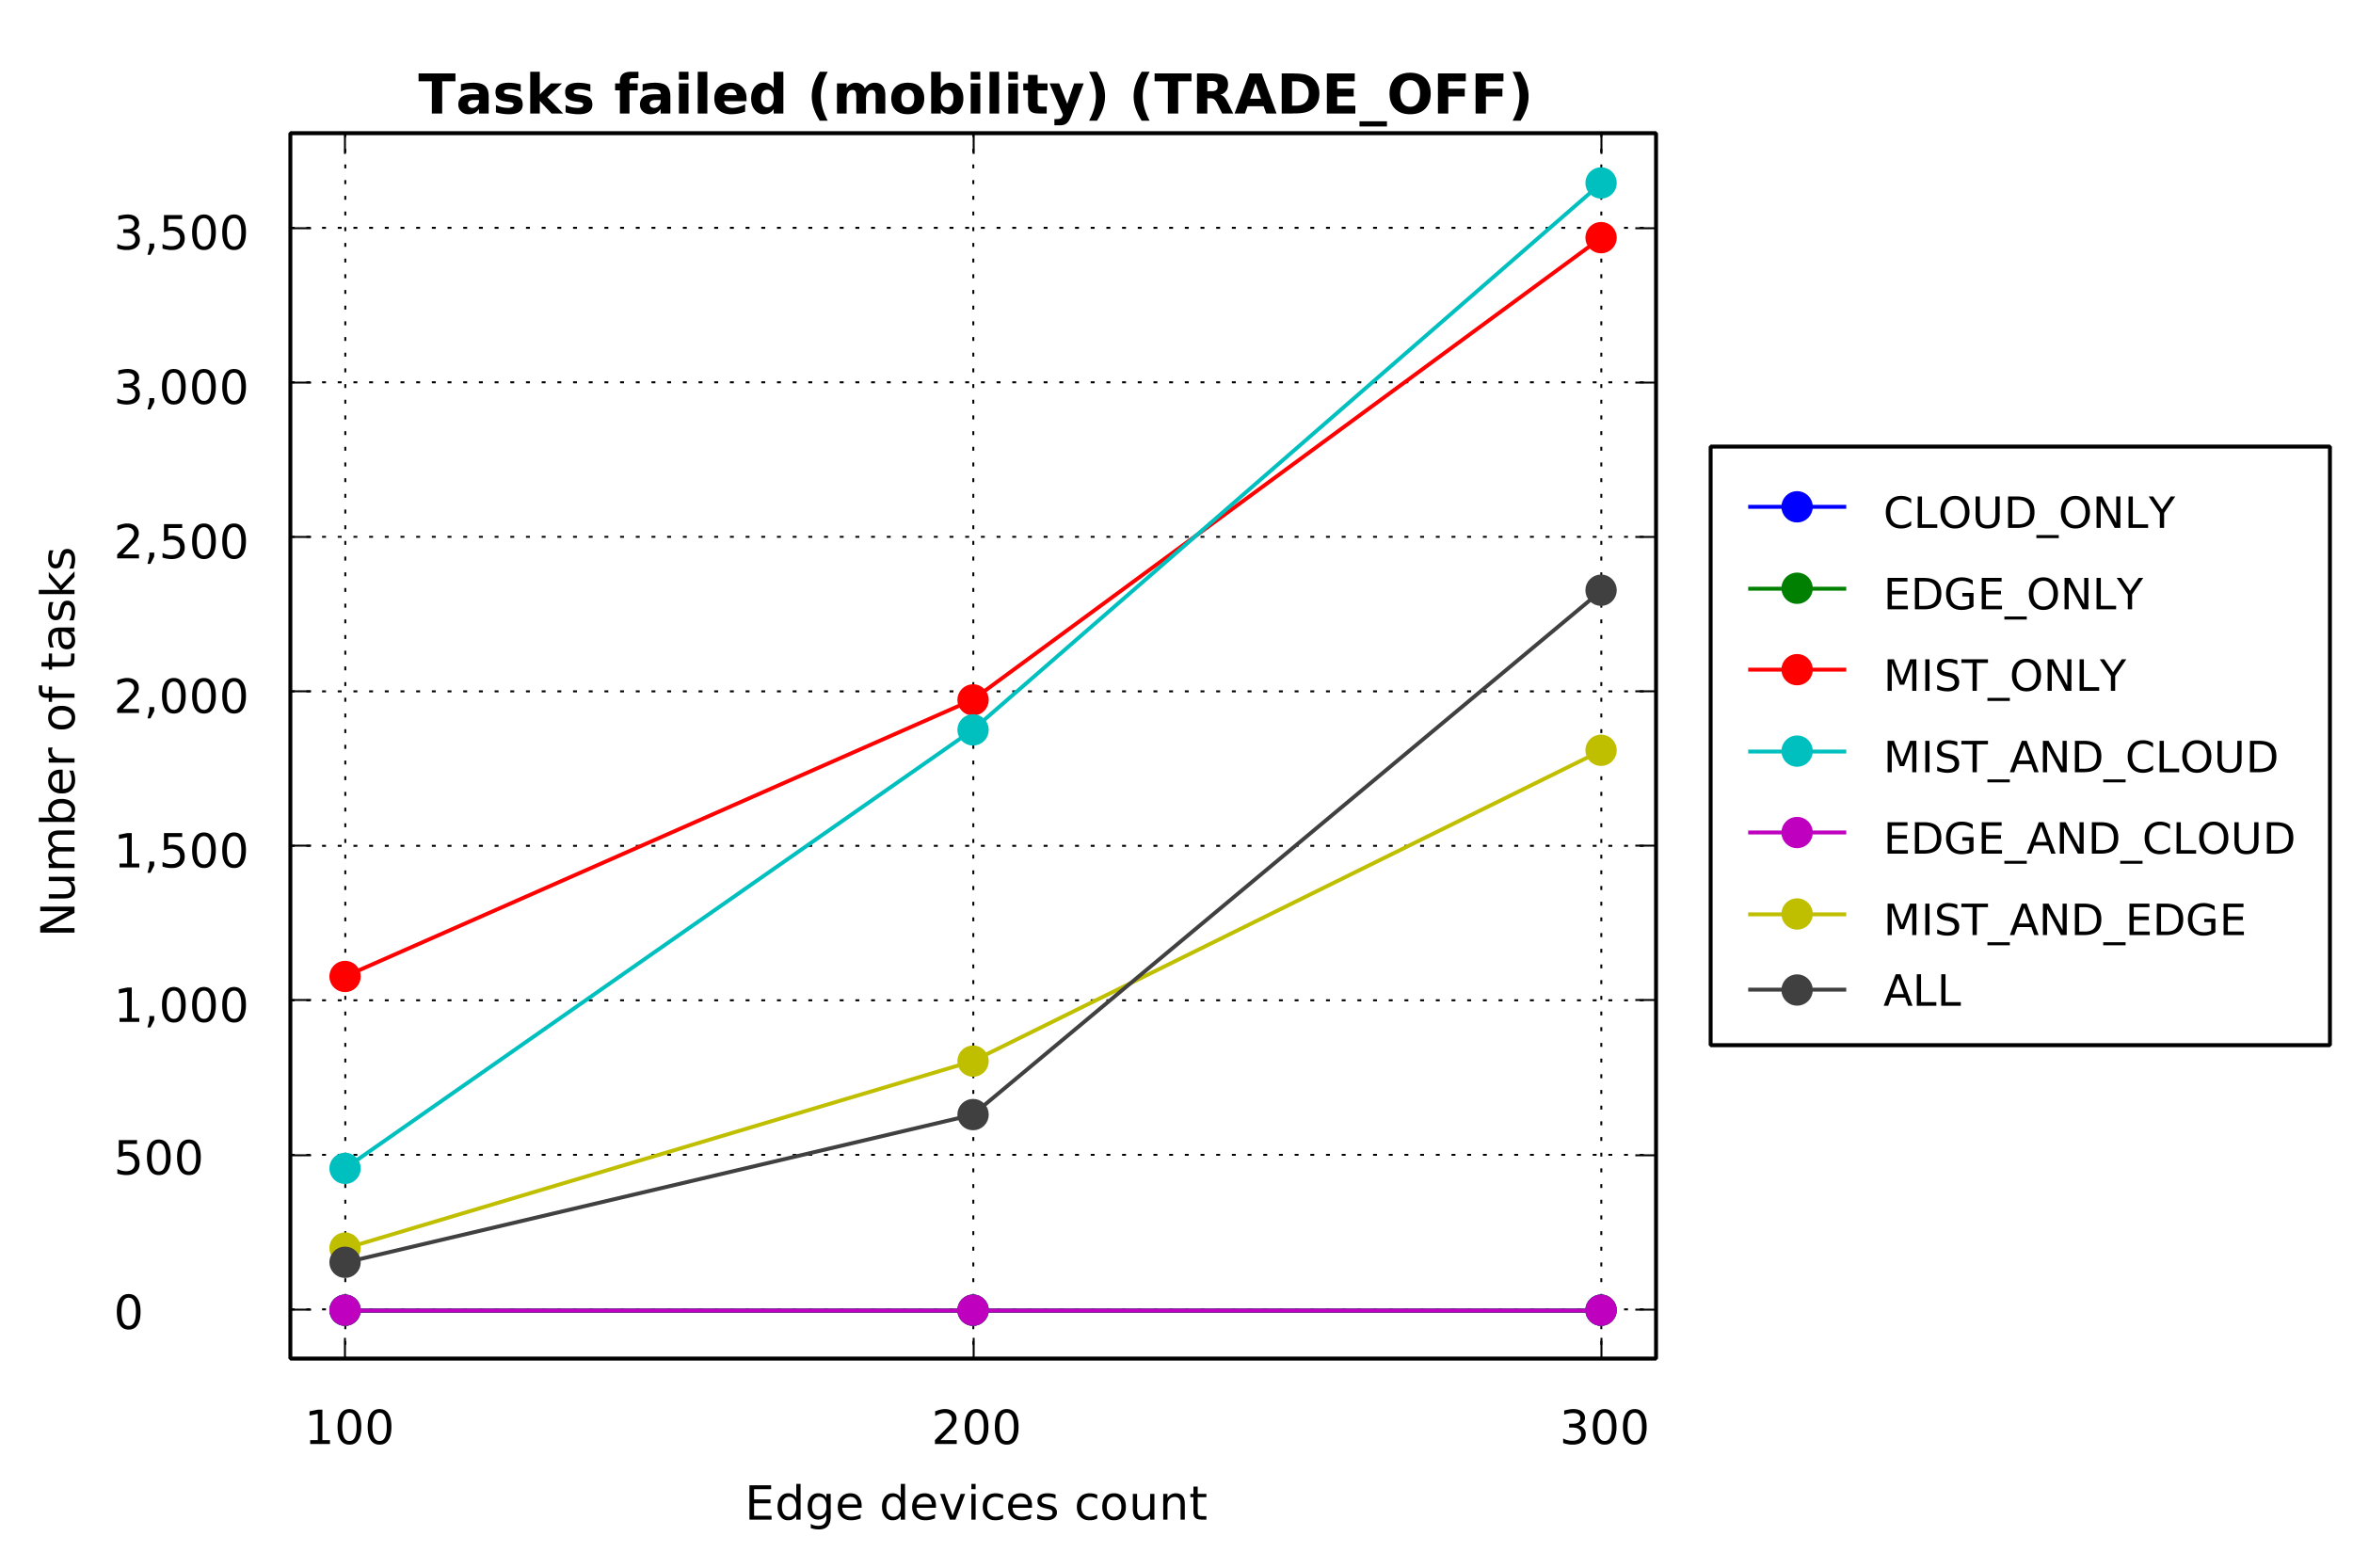 Tasks failed (mobility) (TRADE_OFF)
3,500
3,000
2,500
2,000
1,500
1,000
500
0
Number of tasks
100 200 300
Edge devices count
CLOUD_ONLY
EDGE_ONLY
MIST_ONLY
MIST_AND_CLOUD
EDGE_AND_CLOUD
MIST_AND_EDGE
ALL